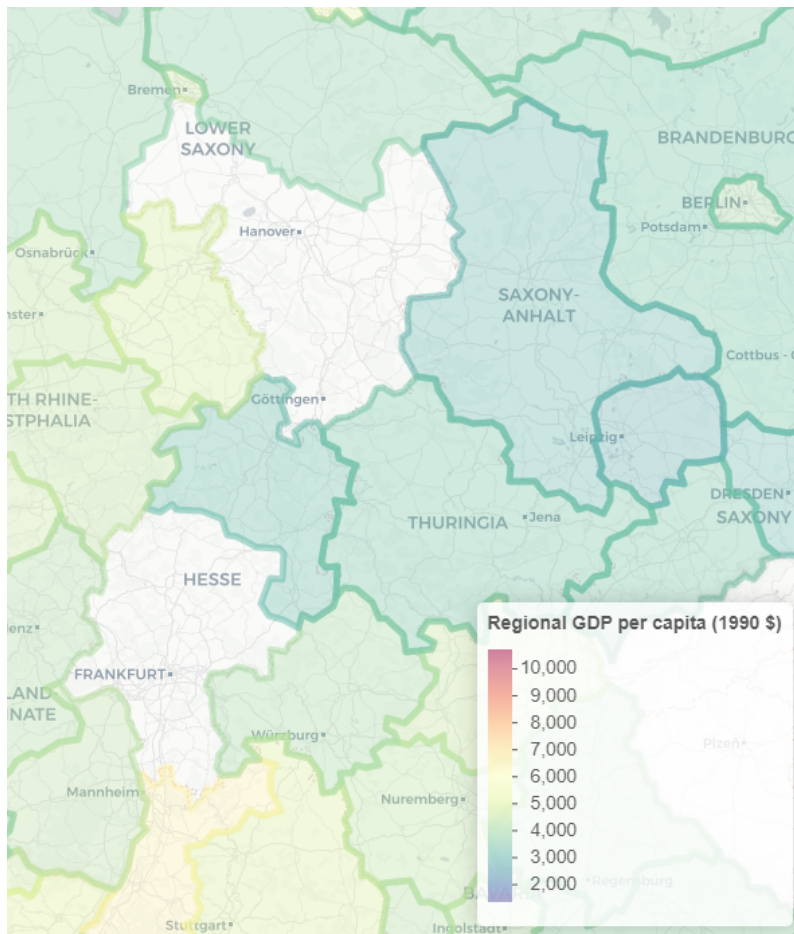 Bremen
LOWER
SAXONY
BRANDENBURG
BERLIN
Hanover
Potsdam
Osnabrück
SAXONY-
ANHALT
nster
Cottbus - C
TH RHINE-
STPHALIA
Göttingen
Leipzig
DRESDEN
THURINGIA
Jena
SAXONY
HESSE
lenz
Regional GDP per capita (1990 $)
FRANKFURT
10,000
LAND-
NATE
9,000
8,000
Würzburg
7,000
Plzeň
6,000
Mannheim
Nuremberg
5,000
4,000
3,000
Regensburg
2,000
Stuttgart
Ingolstadt